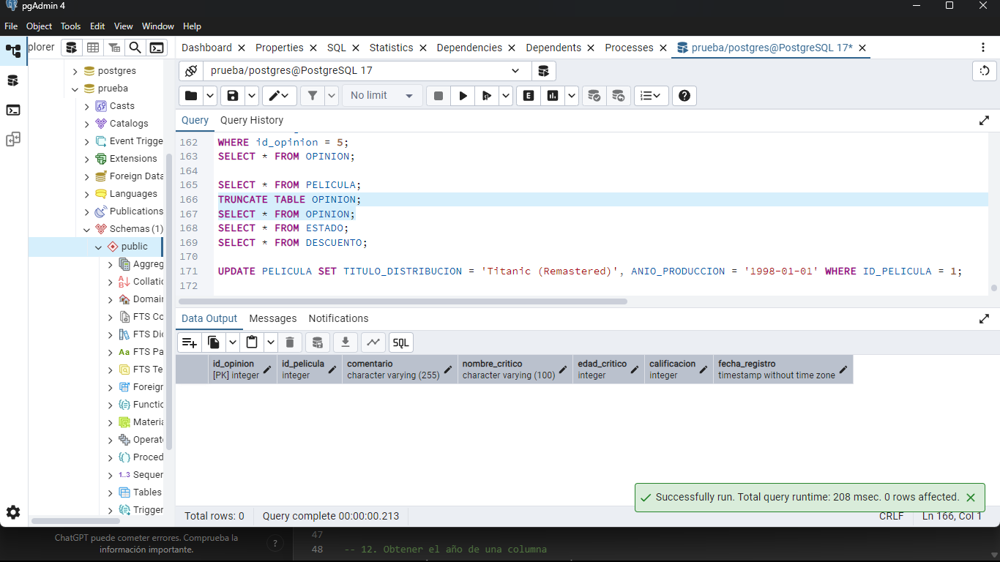 pgAdmin 4
File Object Tools Edit View Window Help
plorer
Dashboard Properties SQL Statistics Dependencies Dependents Processes prueba/postgres@PostgreSQL 17*
postgres
prueba
Casts
Catalogs
Event Trigge
Extensions
Foreign Data
Languages
Publications
Schemas (1)
public
Aggreg
Collatic
Domai
FTS Co
FTS Di
Aa FTS Pa
FTS Te
Foreigr
Functic
Materia
Operat
Proced
1..3 Sequer
Tables
Trigger
prueba/postgres@PostgreSQL 17
No limit
E
Query Query History
162 WHERE id_opinion = 5;
163 SELECT * FROM OPINION;
164
165 SELECT * FROM PELICULA;
166 TRUNCATE TABLE OPINION;
167 SELECT * FROM OPINION;
168 SELECT * FROM ESTADO;
169 SELECT * FROM DESCUENTO;
170
171 UPDATE PELICULA SET TITULO_DISTRIBUCION = 'Titanic (Remastered)', ANIO_PRODUCCION = '1998-01-01' WHERE ID_PELICULA = 1;
172
Data Output Messages Notifications
SQL
id_opinion id_pelicula comentario nombre_critico edad_critico calificacion fecha_registro
[PK] integer integer character varying (255) character varying (100) integer integer timestamp without time zone
Successfully run. Total query runtime: 208 msec. 0 rows affected.
Total rows: 0 Query complete 00:00:00.213 CRLF Ln 166, Col 1
ChatGPT puede cometer errores. Comprueba la
información importante.
?
47
48 -- 12. Obtener el año de una columna